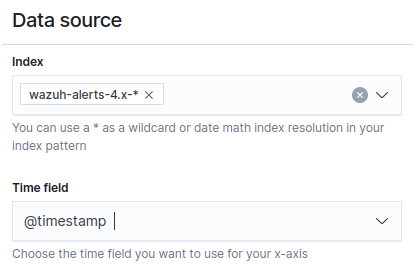 Data source
Index
wazuh-alerts-4.x-*
You can use a * as a wildcard or date math index resolution in your
index pattern
Time field
@timestamp
Choose the time field you want to use for your x-axis